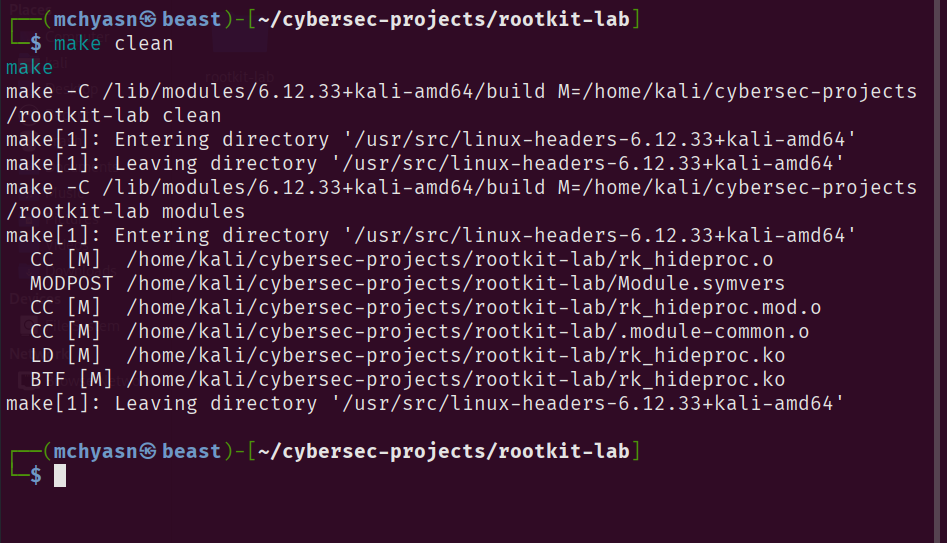 ┌──(mchyasn㉿beast)-[~/cybersec-projects/rootkit-lab]
└─$ make clean
make
make -C /lib/modules/6.12.33+kali-amd64/build M=/home/kali/cybersec-projects
/rootkit-lab clean
make[1]: Entering directory '/usr/src/linux-headers-6.12.33+kali-amd64'
make[1]: Leaving directory '/usr/src/linux-headers-6.12.33+kali-amd64'
make -C /lib/modules/6.12.33+kali-amd64/build M=/home/kali/cybersec-projects
/rootkit-lab modules
make[1]: Entering directory '/usr/src/linux-headers-6.12.33+kali-amd64'
  CC [M]  /home/kali/cybersec-projects/rootkit-lab/rk_hideproc.o
  MODPOST /home/kali/cybersec-projects/rootkit-lab/Module.symvers
  CC [M]  /home/kali/cybersec-projects/rootkit-lab/rk_hideproc.mod.o
  CC [M]  /home/kali/cybersec-projects/rootkit-lab/.module-common.o
  LD [M]  /home/kali/cybersec-projects/rootkit-lab/rk_hideproc.ko
  BTF [M] /home/kali/cybersec-projects/rootkit-lab/rk_hideproc.ko
make[1]: Leaving directory '/usr/src/linux-headers-6.12.33+kali-amd64'
┌──(mchyasn㉿beast)-[~/cybersec-projects/rootkit-lab]
└─$